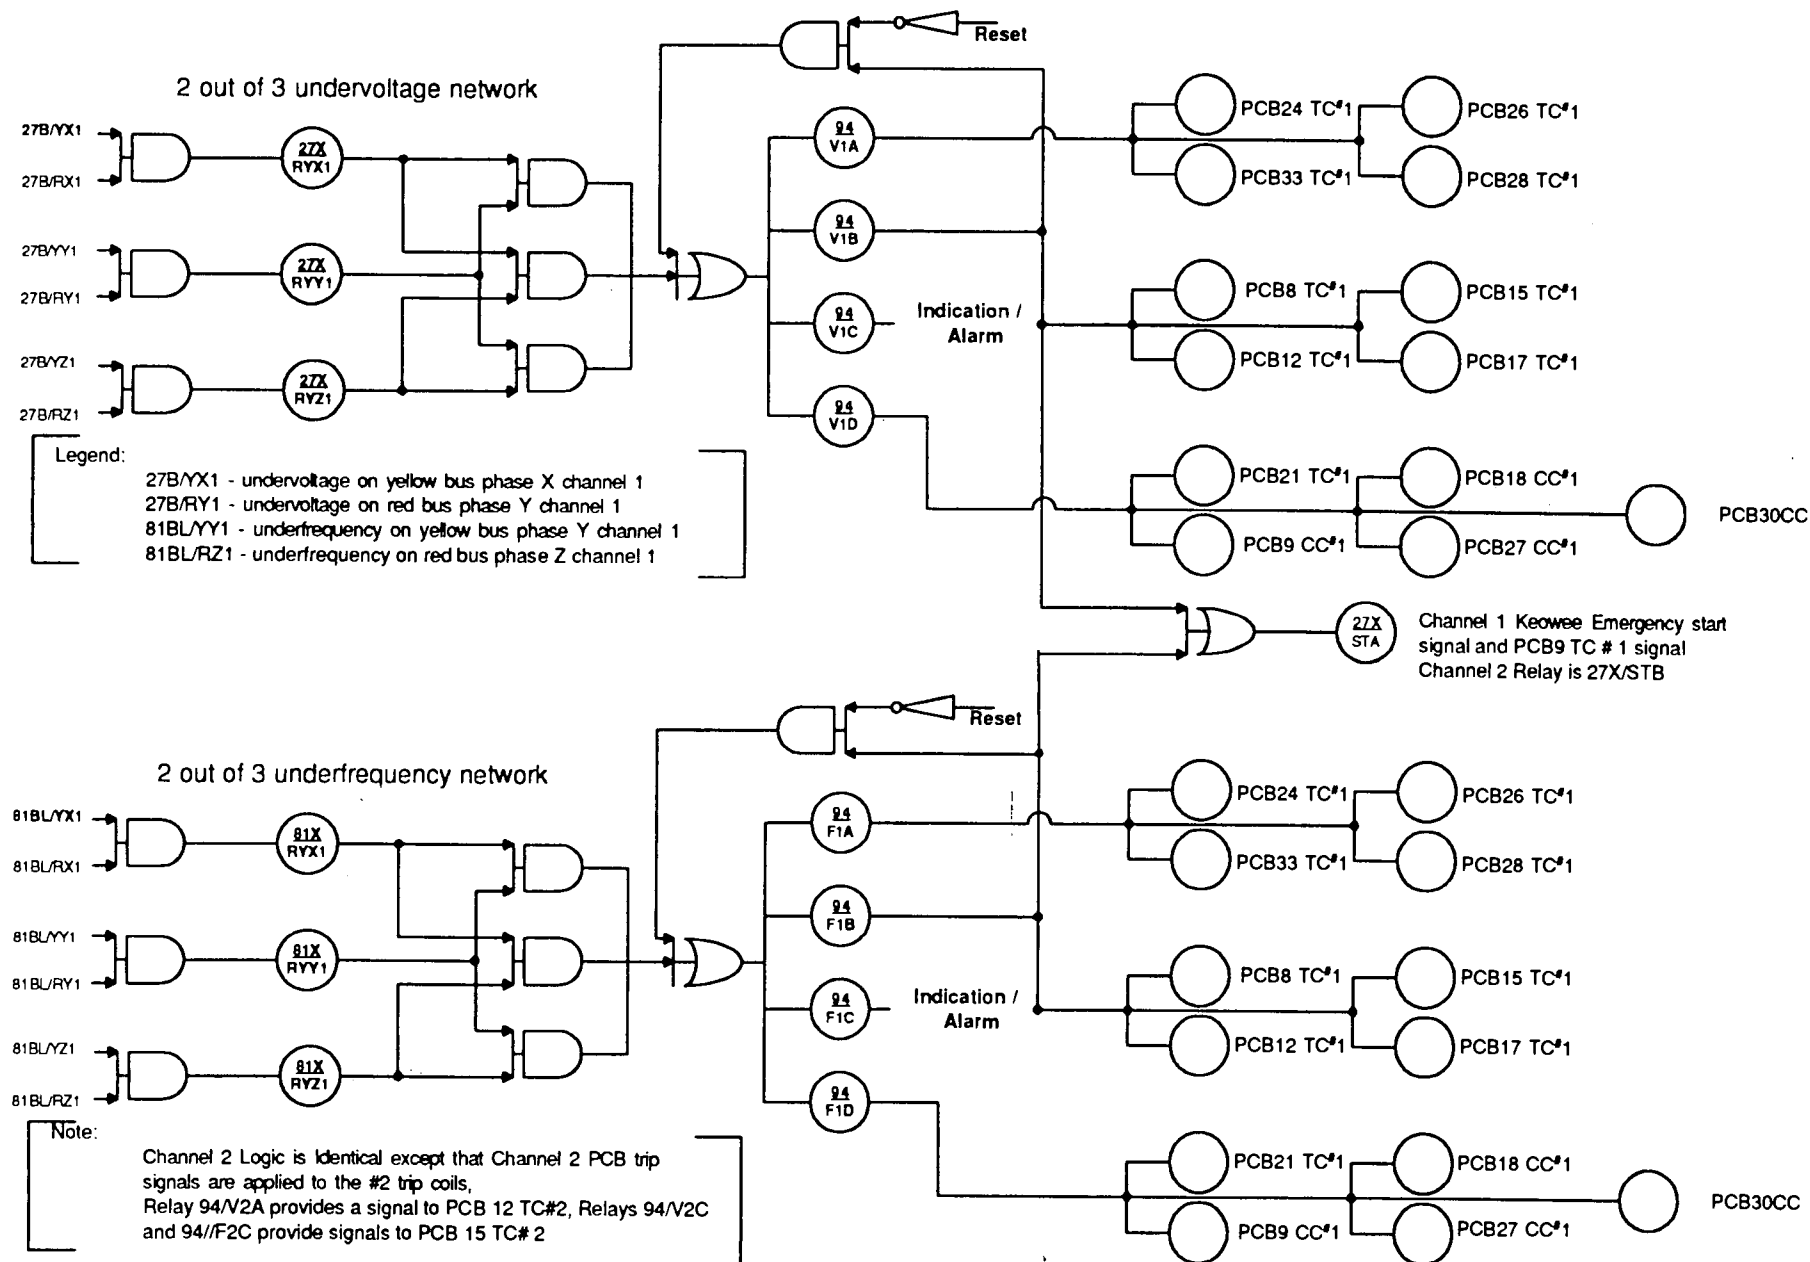 Reset
2 out of 3 undervoltage network
27B/YX1
27B/RX1
27X
RYX1
27B/YY1
27B/RY1
27X
RYY1
27B/YZ1
27B/RZ1
27X
RYZ1
94
V1A
94
V1B
94
V1C
Indication /
Alarm
94
V1D
PCB24 TC#1
PCB26 TC#1
PCB33 TC#1
PCB28 TC#1
PCB8 TC#1
PCB15 TC#1
PCB12 TC#1
PCB17 TC#1
PCB21 TC#1
PCB18 CC#1
PCB30CC
PCB9 CC#1
PCB27 CC#1
Legend:
27B/YX1 - undervoltage on yellow bus phase X channel 1
27B/RY1 - undervoltage on red bus phase Y channel 1
81BL/YY1 - underfrequency on yellow bus phase Y channel 1
81BL/RZ1 - underfrequency on red bus phase Z channel 1
27X
STA
Channel 1 Keowee Emergency start
signal and PCB9 TC # 1 signal
Channel 2 Relay is 27X/STB
Reset
2 out of 3 underfrequency network
81BL/YX1
81BL/RX1
81X
RYX1
81BL/YY1
81BL/RY1
81X
RYY1
81BL/YZ1
81BL/RZ1
81X
RYZ1
94
F1A
94
F1B
94
F1C
Indication /
Alarm
94
F1D
PCB24 TC#1
PCB26 TC#1
PCB33 TC#1
PCB28 TC#1
PCB8 TC#1
PCB15 TC#1
PCB12 TC#1
PCB17 TC#1
PCB21 TC#1
PCB18 CC#1
PCB30CC
PCB9 CC#1
PCB27 CC#1
Note:
Channel 2 Logic is Identical except that Channel 2 PCB trip
signals are applied to the #2 trip coils,
Relay 94/V2A provides a signal to PCB 12 TC#2, Relays 94/V2C
and 94//F2C provide signals to PCB 15 TC# 2